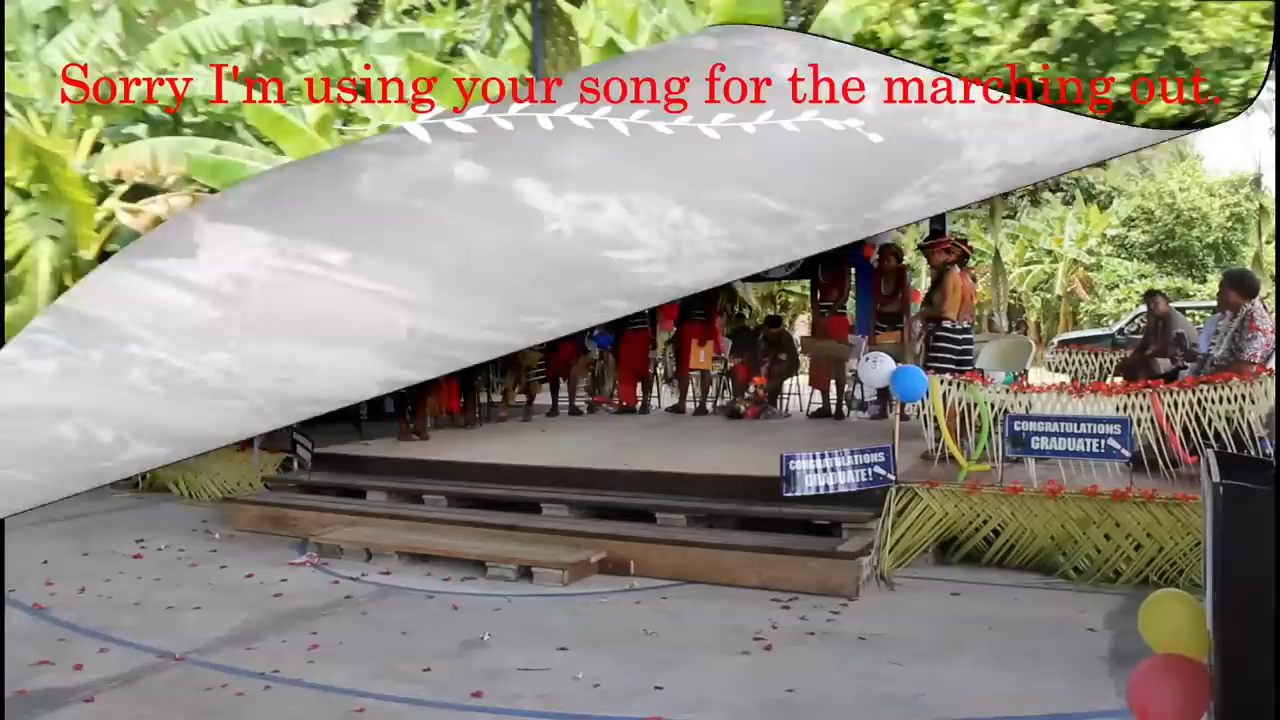 Sorry I'm using your song for the marching out.
CONGRATULATIONS
GRADUATE!
CONGRATULATIONS
GRADUATE!